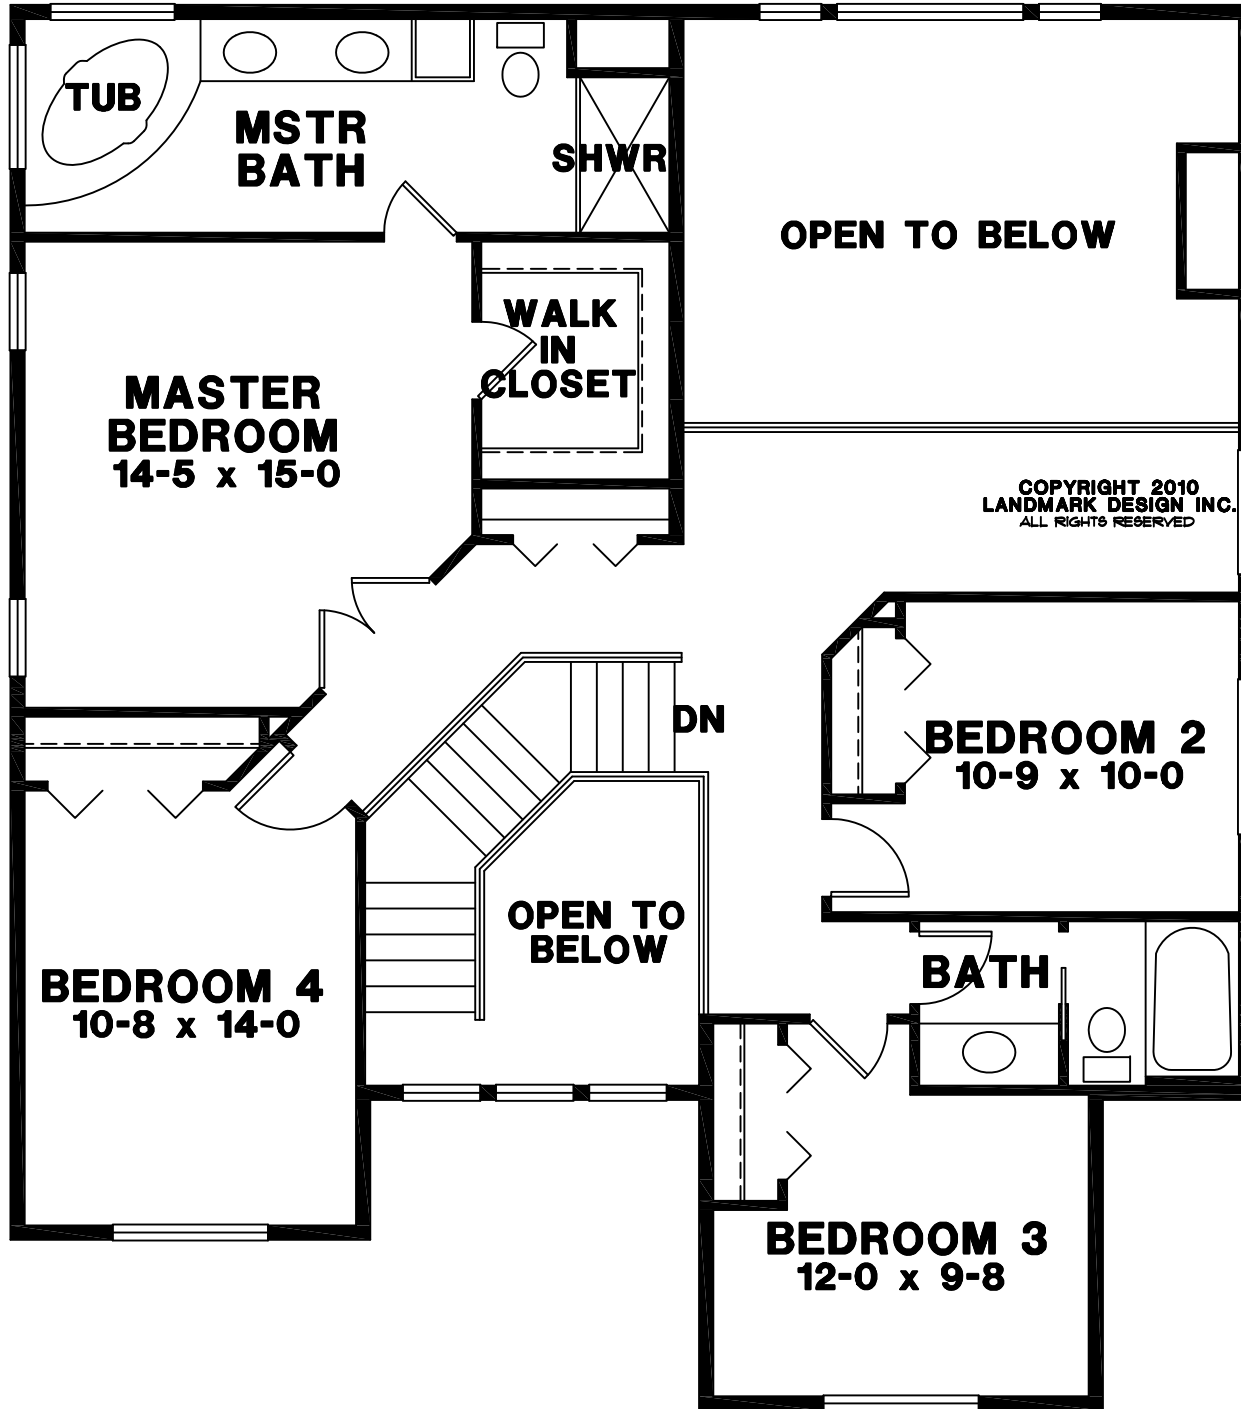 TUB
MSTR
BATH
SHWR
OPEN TO BELOW
WALK
IN
CLOSET
MASTER
BEDROOM
14-5 x 15-0
COPYRIGHT 2010
LANDMARK DESIGN INC.
ALL RIGHTS RESERVED
DN
BEDROOM 2
10-9 x 10-0
OPEN TO
BELOW
BATH
BEDROOM 4
10-8 x 14-0
BEDROOM 3
12-0 x 9-8